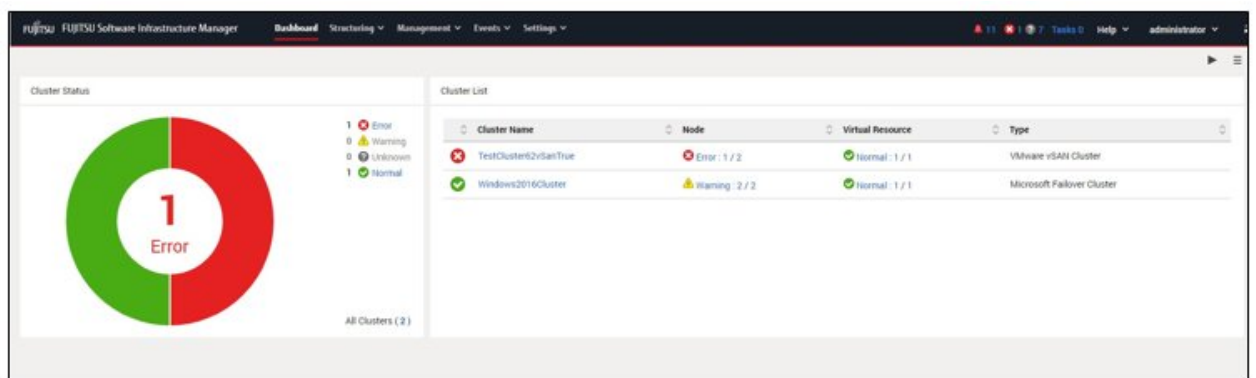 FUJITSU FUJITSU Software Infrastructure Manager Dashboard Structuring Management Events Settings 11 1 7 Tasks 0 Help administrator
Cluster Status
1 Error
0 Warning
0 Unknown
1 Normal
1
Error
All Clusters ( 2 )
Cluster List
Cluster Name Node Virtual Resource Type
TestCluster62vSanTrue Error : 1 / 2 Normal : 1 / 1 VMware vSAN Cluster
Windows2016Cluster Warning : 2 / 2 Normal : 1 / 1 Microsoft Failover Cluster